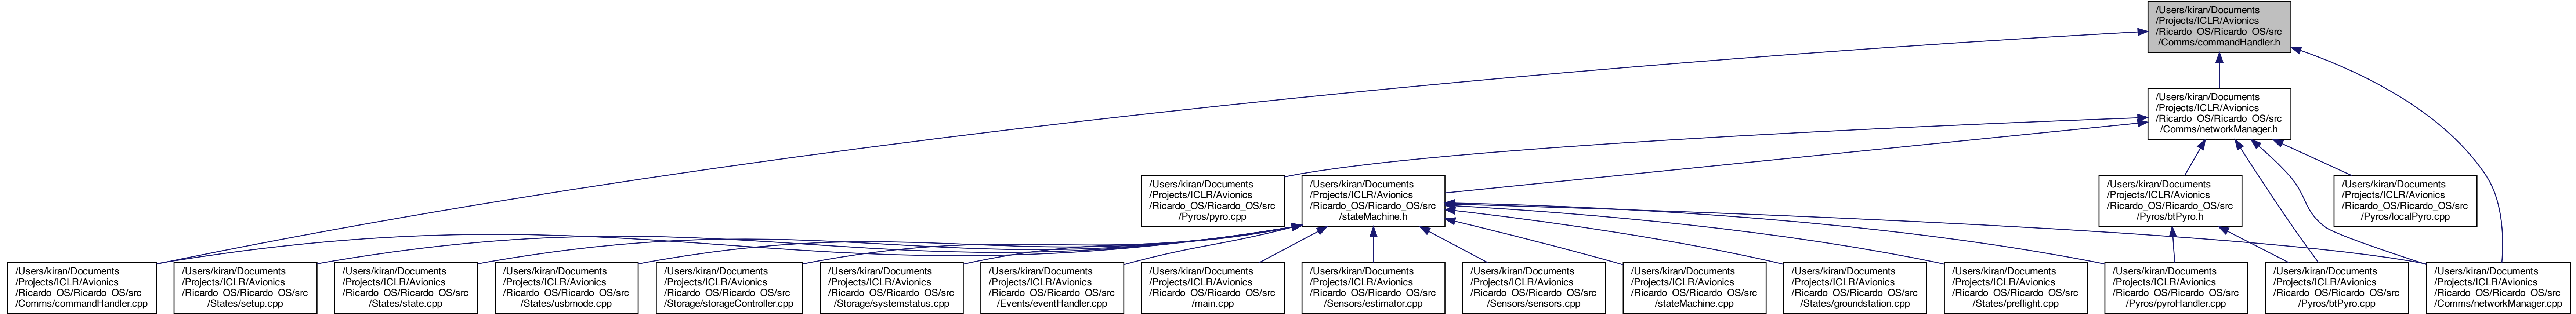 /Users/kiran/Documents
/Projects/ICLR/Avionics
/Ricardo_OS/Ricardo_OS/src
/Comms/commandHandler.h
/Users/kiran/Documents
/Projects/ICLR/Avionics
/Ricardo_OS/Ricardo_OS/src
/Comms/networkManager.h
/Users/kiran/Documents
/Projects/ICLR/Avionics
/Ricardo_OS/Ricardo_OS/src
/Pyros/pyro.cpp
/Users/kiran/Documents
/Projects/ICLR/Avionics
/Ricardo_OS/Ricardo_OS/src
/stateMachine.h
/Users/kiran/Documents
/Projects/ICLR/Avionics
/Ricardo_OS/Ricardo_OS/src
/Pyros/btPyro.h
/Users/kiran/Documents
/Projects/ICLR/Avionics
/Ricardo_OS/Ricardo_OS/src
/Pyros/localPyro.cpp
/Users/kiran/Documents
/Projects/ICLR/Avionics
/Ricardo_OS/Ricardo_OS/src
/Comms/commandHandler.cpp
/Users/kiran/Documents
/Projects/ICLR/Avionics
/Ricardo_OS/Ricardo_OS/src
/States/setup.cpp
/Users/kiran/Documents
/Projects/ICLR/Avionics
/Ricardo_OS/Ricardo_OS/src
/States/state.cpp
/Users/kiran/Documents
/Projects/ICLR/Avionics
/Ricardo_OS/Ricardo_OS/src
/States/usbmode.cpp
/Users/kiran/Documents
/Projects/ICLR/Avionics
/Ricardo_OS/Ricardo_OS/src
/Storage/storageController.cpp
/Users/kiran/Documents
/Projects/ICLR/Avionics
/Ricardo_OS/Ricardo_OS/src
/Storage/systemstatus.cpp
/Users/kiran/Documents
/Projects/ICLR/Avionics
/Ricardo_OS/Ricardo_OS/src
/Events/eventHandler.cpp
/Users/kiran/Documents
/Projects/ICLR/Avionics
/Ricardo_OS/Ricardo_OS/src
/main.cpp
/Users/kiran/Documents
/Projects/ICLR/Avionics
/Ricardo_OS/Ricardo_OS/src
/Sensors/estimator.cpp
/Users/kiran/Documents
/Projects/ICLR/Avionics
/Ricardo_OS/Ricardo_OS/src
/Sensors/sensors.cpp
/Users/kiran/Documents
/Projects/ICLR/Avionics
/Ricardo_OS/Ricardo_OS/src
/stateMachine.cpp
/Users/kiran/Documents
/Projects/ICLR/Avionics
/Ricardo_OS/Ricardo_OS/src
/States/groundstation.cpp
/Users/kiran/Documents
/Projects/ICLR/Avionics
/Ricardo_OS/Ricardo_OS/src
/States/preflight.cpp
/Users/kiran/Documents
/Projects/ICLR/Avionics
/Ricardo_OS/Ricardo_OS/src
/Pyros/pyroHandler.cpp
/Users/kiran/Documents
/Projects/ICLR/Avionics
/Ricardo_OS/Ricardo_OS/src
/Pyros/btPyro.cpp
/Users/kiran/Documents
/Projects/ICLR/Avionics
/Ricardo_OS/Ricardo_OS/src
/Comms/networkManager.cpp